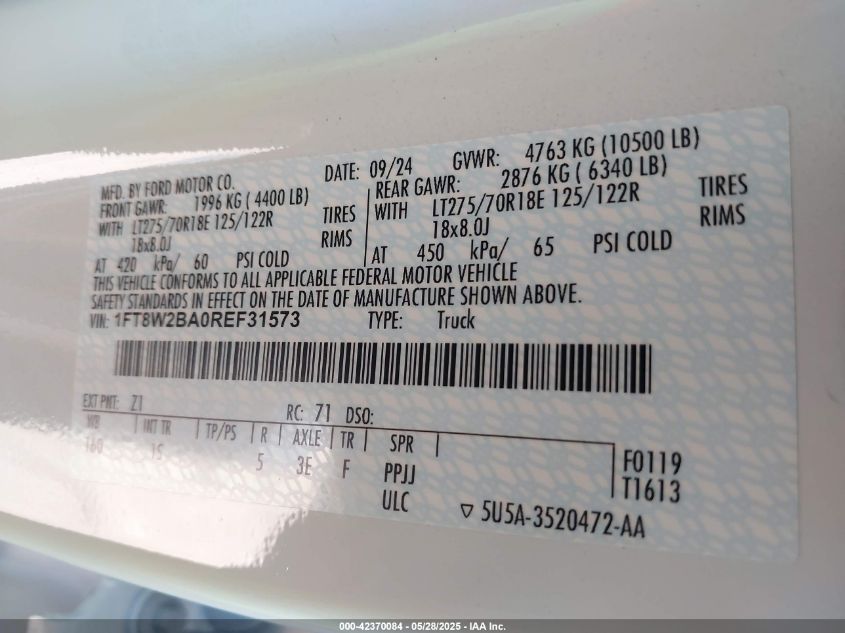 MFD. BY FORD MOTOR CO. DATE: 09/24 GVWR: 4763 KG (10500 LB)
FRONT GAWR: 1996 KG ( 4400 LB) REAR GAWR: 2876 KG ( 6340 LB)
WITH LT275/70R18E 125/122R TIRES WITH LT275/70R18E 125/122R TIRES
18x8.0J RIMS 18x8.0J RIMS
AT 420 kPa/ 60 PSI COLD AT 450 kPa/ 65 PSI COLD
THIS VEHICLE CONFORMS TO ALL APPLICABLE FEDERAL MOTOR VEHICLE
SAFETY STANDARDS IN EFFECT ON THE DATE OF MANUFACTURE SHOWN ABOVE.
VIN: 1FT8W2BA0REF31573 TYPE: Truck
EXT PNT: Z1 RC: 71 DSO:
WB INT TR TP/PS R AXLE TR SPR
160 1S 5 3E F PPJJ F0119
ULC T1613
▽ 5U5A-3520472-AA
000-42370084 - 05/28/2025 - IAA Inc.